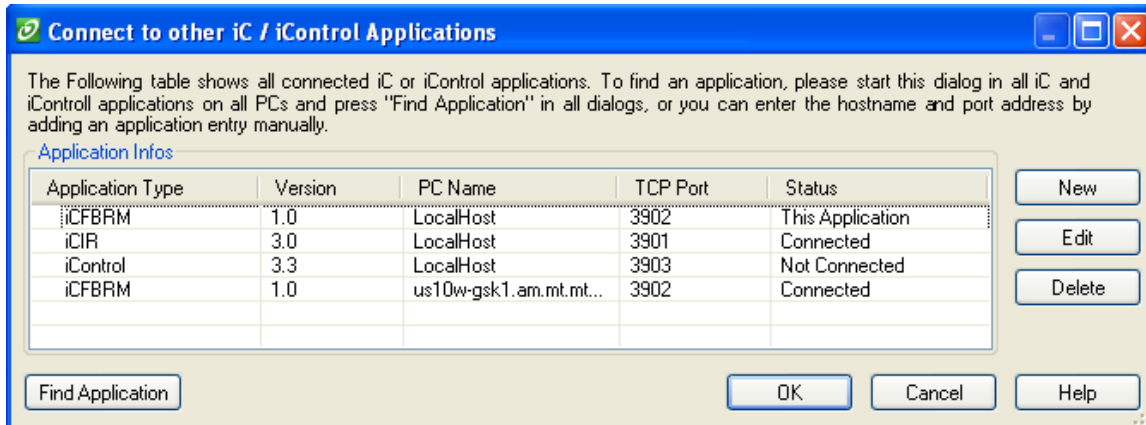 Connect to other iC / iControl Applications
The Following table shows all connected iC or iControl applications. To find an application, please start this dialog in all iC and
iControll applications on all PCs and press "Find Application" in all dialogs, or you can enter the hostname and port address by
adding an application entry manually.
Application Infos
Application Type Version PC Name TCP Port Status
iCFBRM 1.0 LocalHost 3902 This Application
iCIR 3.0 LocalHost 3901 Connected
iControl 3.3 LocalHost 3903 Not Connected
iCFBRM 1.0 us10w-gsk1.am.mt.mt... 3902 Connected
New
Edit
Delete
Find Application OK Cancel Help